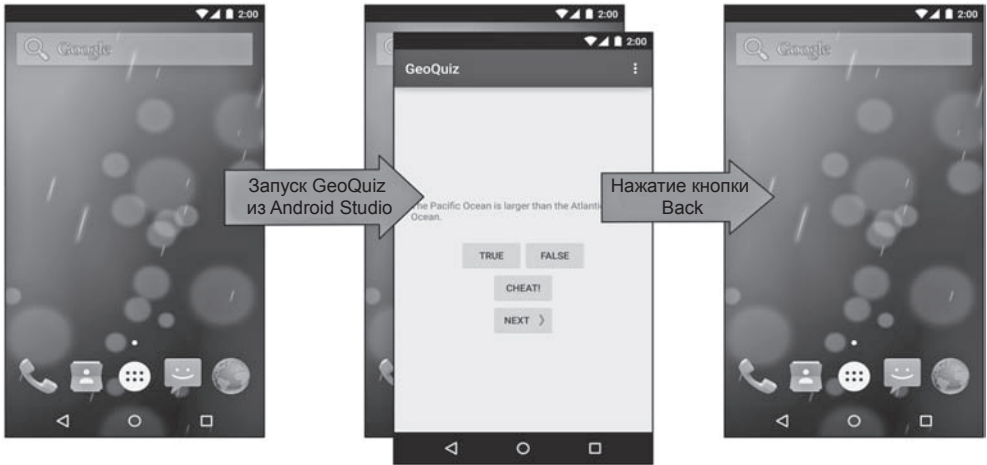 2:00
Google
Запуск GeoQuiz
из Android Studio
2:00
2:00
GeoQuiz
The Pacific Ocean is larger than the Atlantic
Ocean.
TRUE
FALSE
CHEAT!
NEXT
Нажатие кнопки
Back
2:00
Google